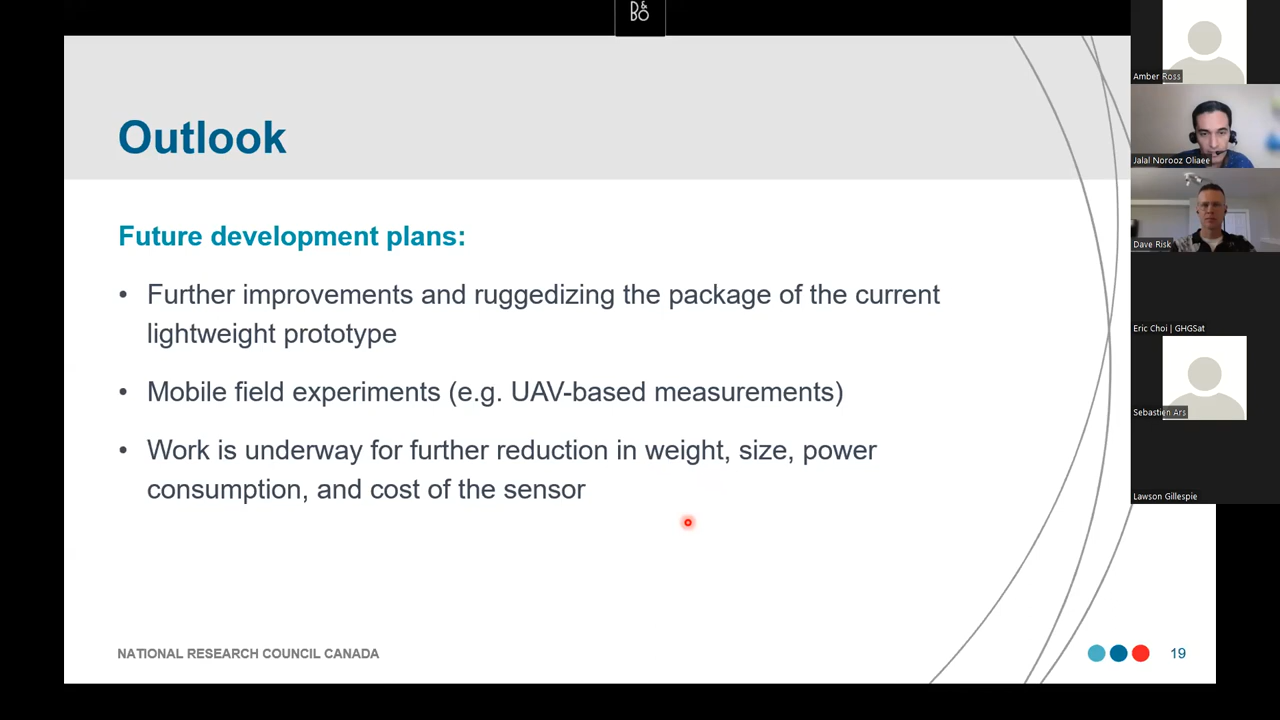 B&
BO
Outlook
Future development plans:
• Further improvements and ruggedizing the package of the current
lightweight prototype
• Mobile field experiments (e.g. UAV-based measurements)
• Work is underway for further reduction in weight, size, power
consumption, and cost of the sensor
NATIONAL RESEARCH COUNCIL CANADA
19
Amber Ross
Jalal Norooz Oliaee
Dave Risk
Eric Choi | GHGSat
Sebastien Ars
Lawson Gillespie